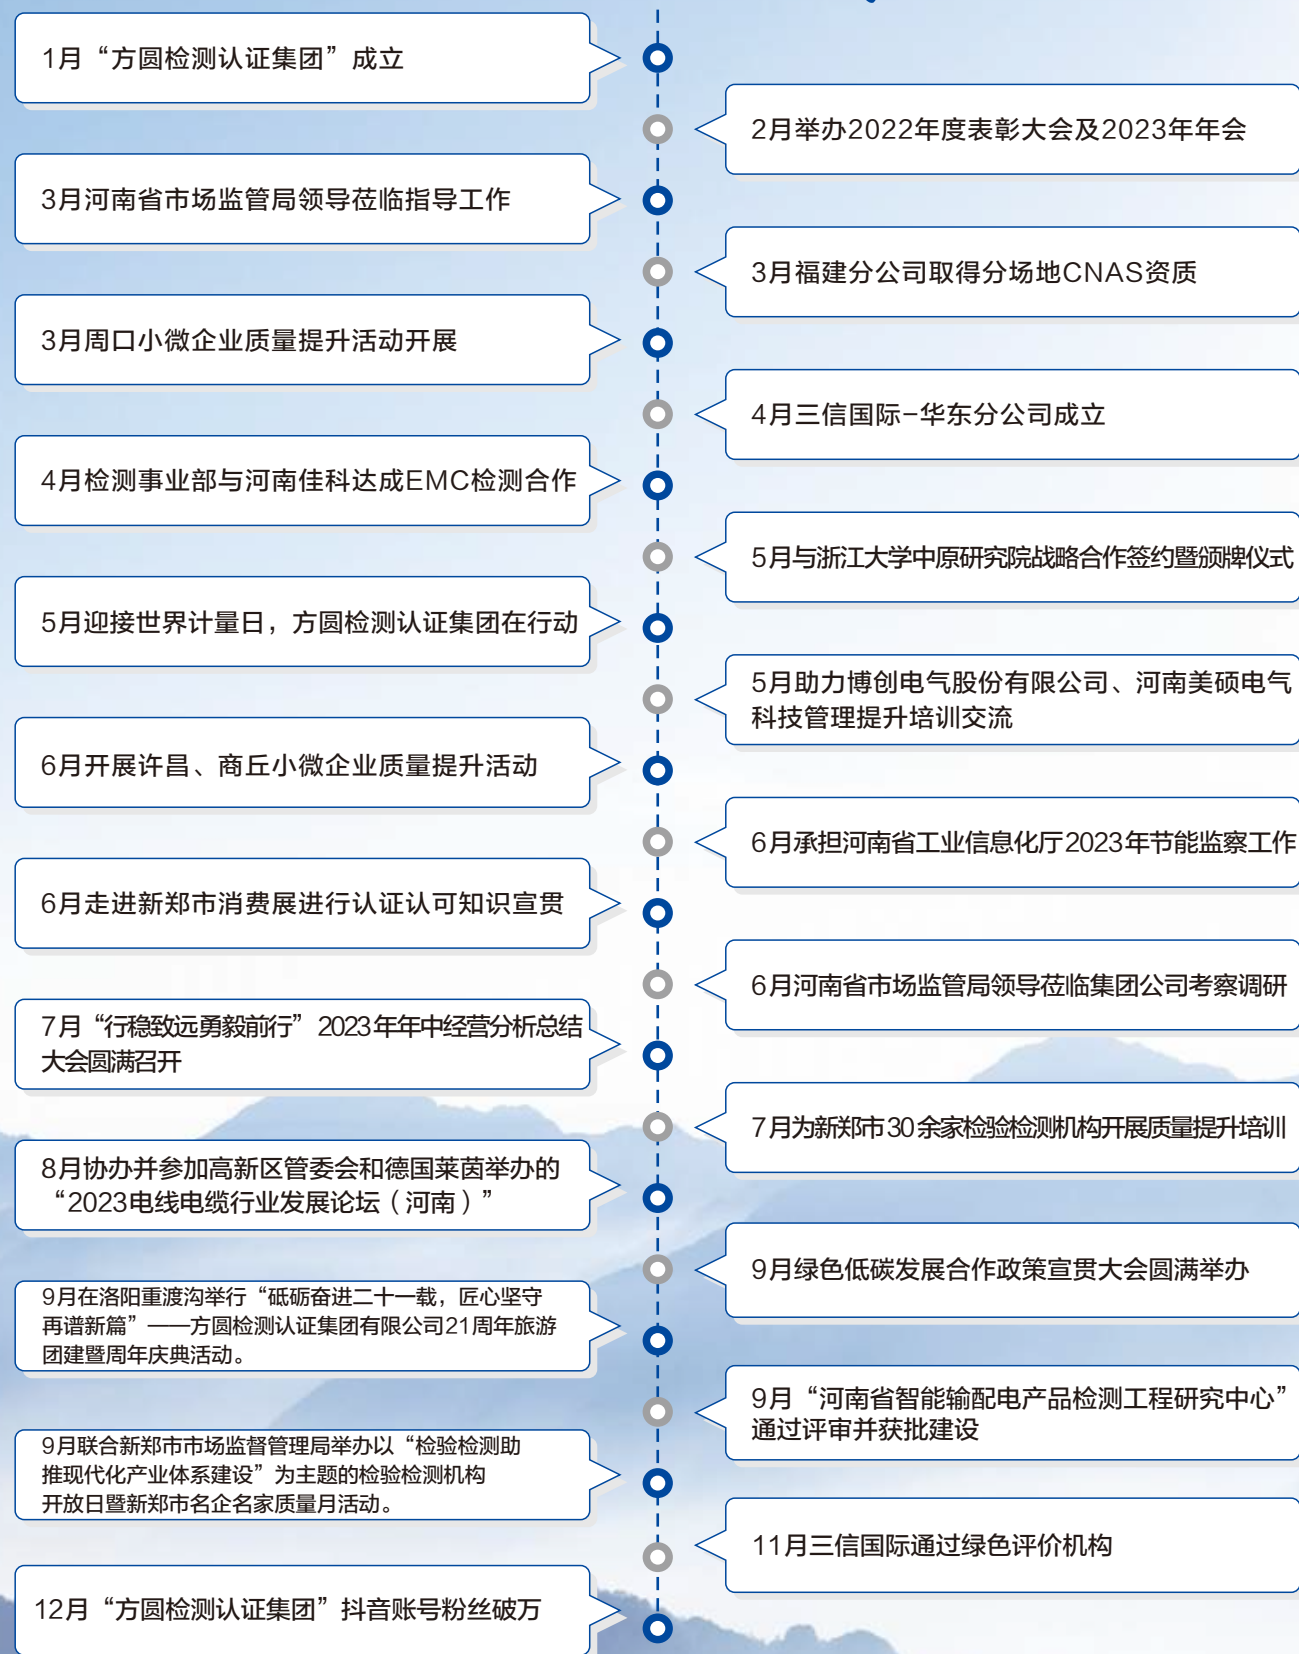 1月“方圆检测认证集团”成立
2月举办2022年度表彰大会及2023年年会
3月河南省市场监管局领导莅临指导工作
3月福建分公司取得分场地CNAS资质
3月周口小微企业质量提升活动开展
4月三信国际-华东分公司成立
4月检测事业部与河南佳科达成EMC检测合作
5月与浙江大学中原研究院战略合作签约暨颁牌仪式
5月迎接世界计量日，方圆检测认证集团在行动
5月助力博创电气股份有限公司、河南美硕电气
科技管理提升培训交流
6月开展许昌、商丘小微企业质量提升活动
6月承担河南省工业信息化厅2023年节能监察工作
6月走进新郑市消费展进行认证认可知识宣贯
6月河南省市场监管局领导莅临集团公司考察调研
7月“行稳致远勇毅前行”2023年年中经营分析总结
大会圆满召开
7月为新郑市30余家检验检测机构开展质量提升培训
8月协办并参加高新区管委会和德国莱茵举办的
“2023电线电缆行业发展论坛（河南）”
9月绿色低碳发展合作政策宣贯大会圆满举办
9月在洛阳重渡沟举行“砥砺奋进二十一载，匠心坚守
再谱新篇”——方圆检测认证集团有限公司21周年旅游
团建暨周年庆典活动。
9月“河南省智能输配电产品检测工程研究中心”
通过评审并获批建设
9月联合新郑市市场监督管理局举办以“检验检测助
推现代化产业体系建设”为主题的检验检测机构
开放日暨新郑市名企名家质量月活动。
11月三信国际通过绿色评价机构
12月“方圆检测认证集团”抖音账号粉丝破万